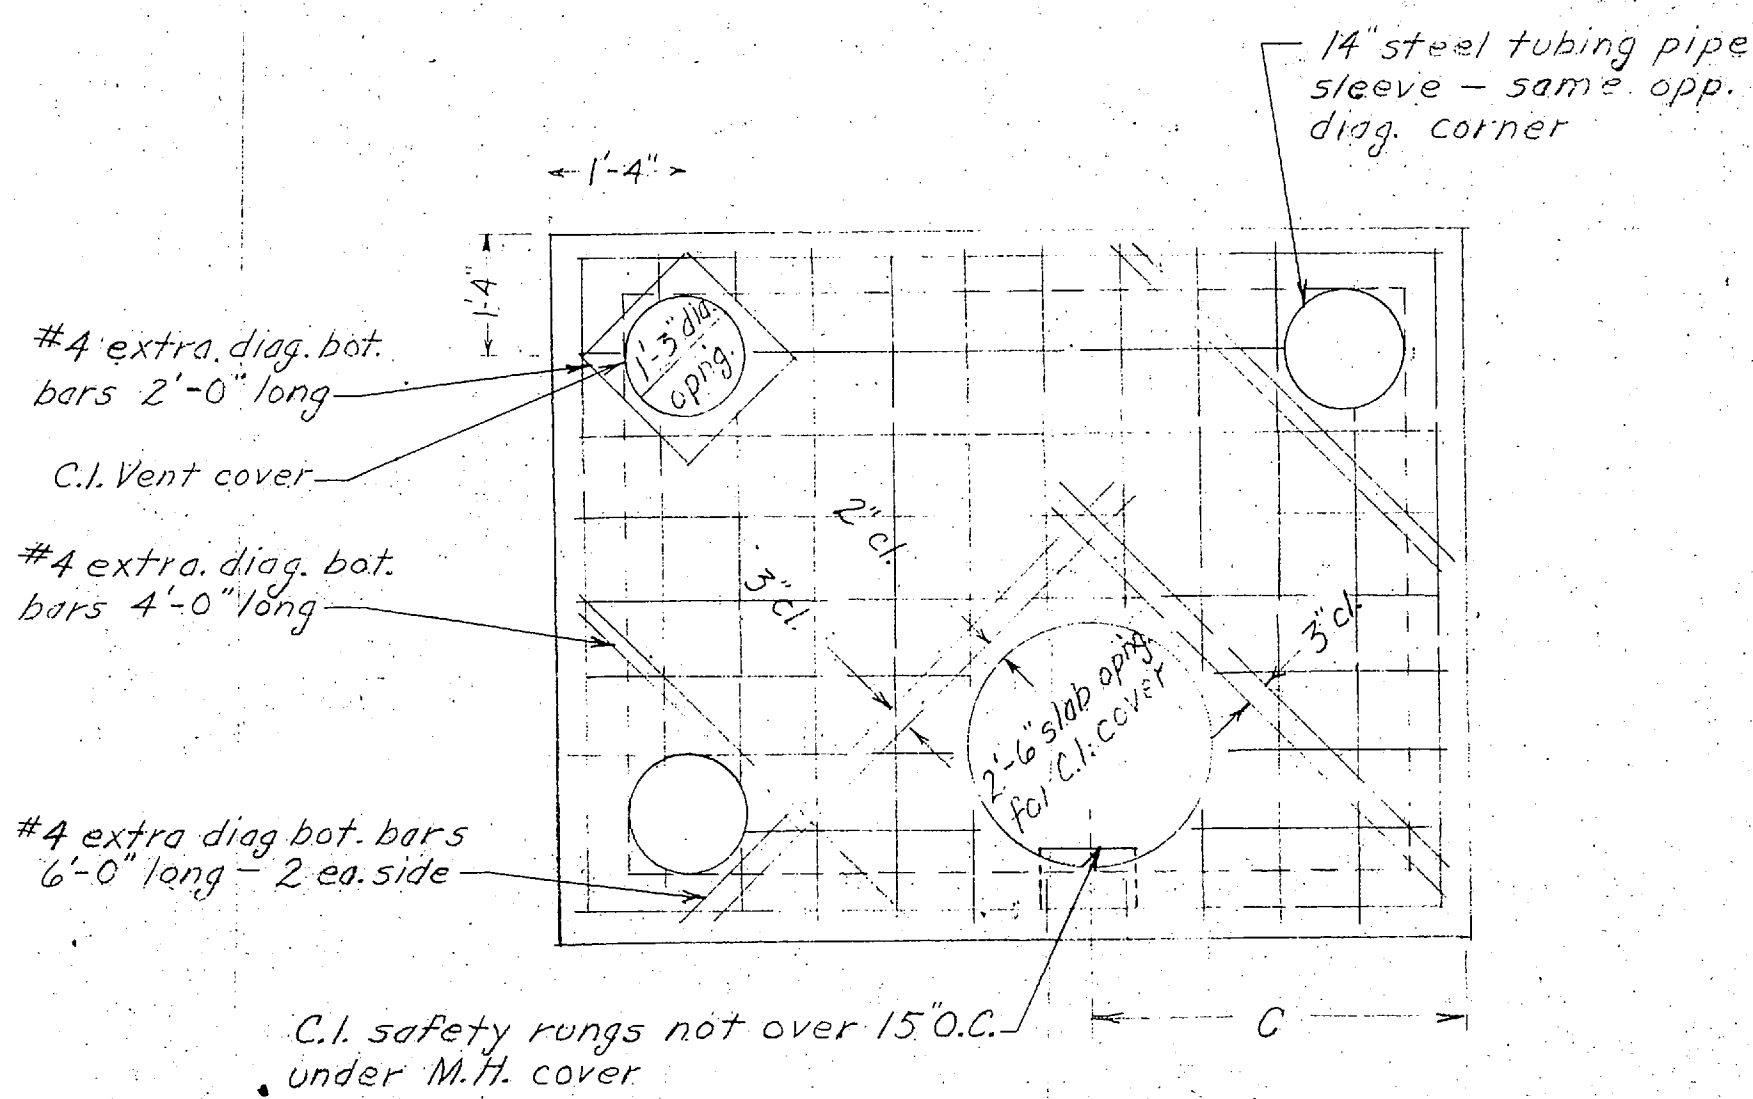 14" steel tubing pipe
sleeve – same opp.
diag. corner
1'-4"
1'-4"
#4 extra. diag. bot.
bars 2'-0" long
1'-3" dia.
opng.
C.I. Vent cover
2" cl.
#4 extra. diag. bot.
bars 4'-0" long
3" cl.
3" cl.
2'-6" slab opng.
for C.I. cover
#4 extra diag bot. bars
6'-0" long – 2 ea. side
C.I. safety rungs not over 15" O.C.
under M.H. cover
C